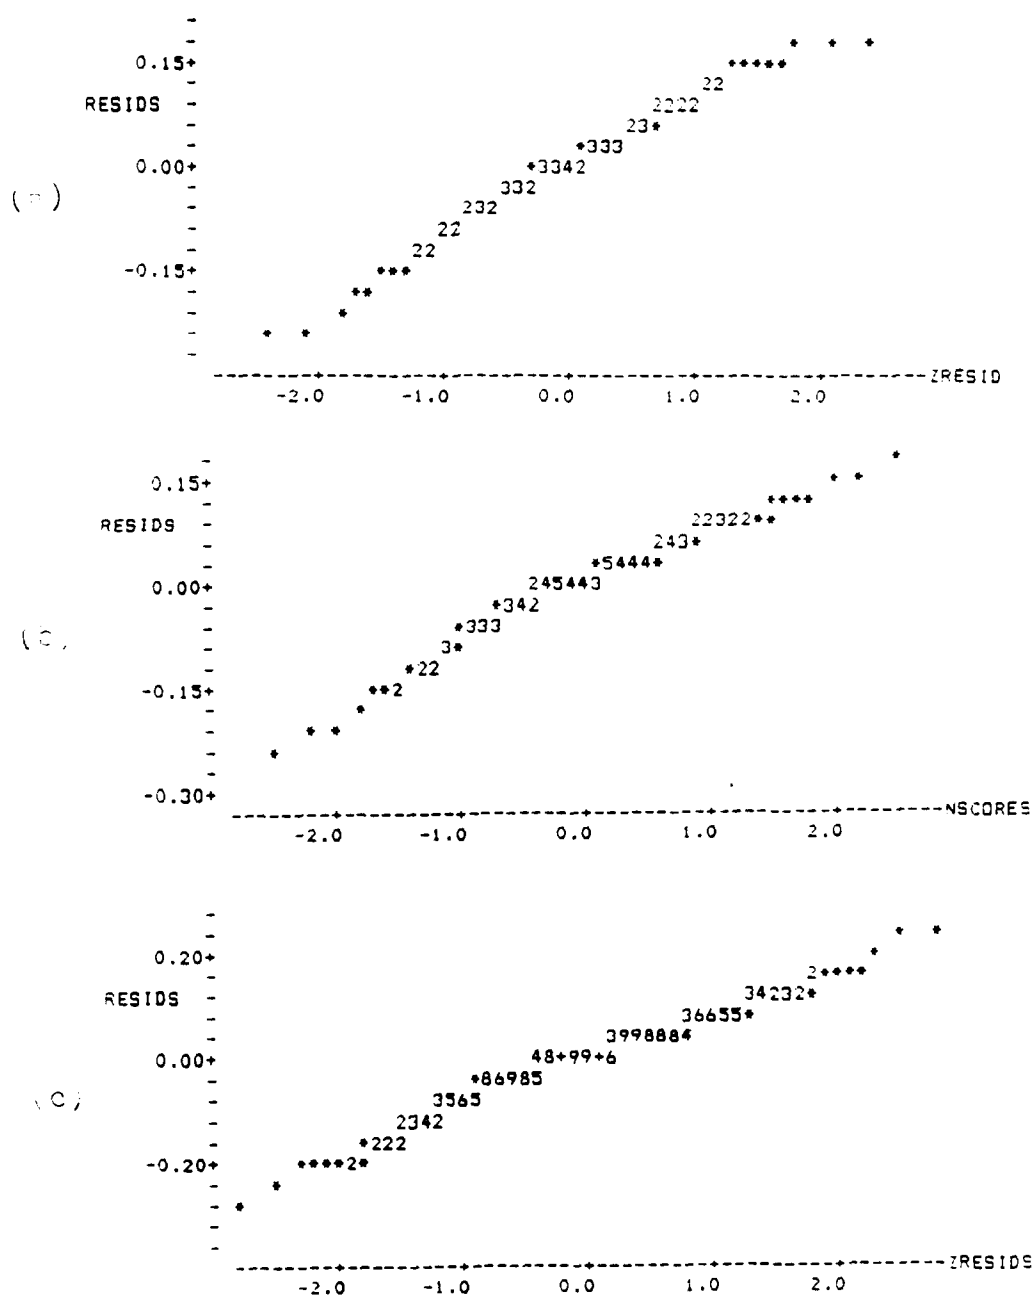 -
- * * *
0.15+ *****
- 22
RESIDS - 2222
- 23*
- *333
0.00+ *3342
- 332
- 232
- 22
- 22
-0.15+ ***
- **
- *
- * *
-
-----------ZRESID
-2.0 -1.0 0.0 1.0 2.0
- *
0.15+ * *
- ****
RESIDS - 22322**
- 243*
- *5444*
0.00+ 245443
- *342
- *333
- 3*
- *22
-0.15+ **2
- *
- * *
- *
-
-0.30+
-----------NSCORES
-2.0 -1.0 0.0 1.0 2.0
-
- * *
0.20+ *
- 2****
RESIDS - 34232*
- 36655*
- 3998884
0.00+ 48+99+6
- *86985
- 3565
- 2342
- *222
-0.20+ ****2*
- *
- *
-
-
-----------ZRESIDS
-2.0 -1.0 0.0 1.0 2.0
(C)